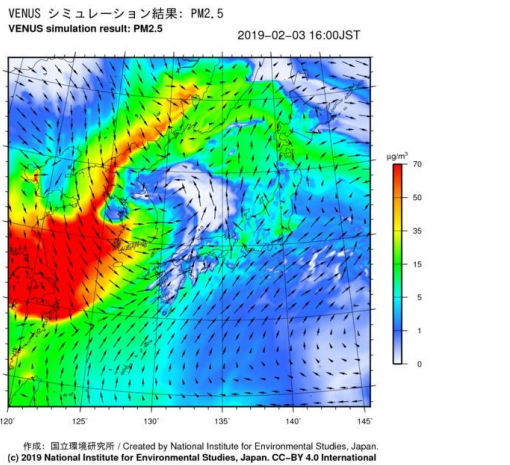 VENUS シミュレーション結果: PM2.5
VENUS simulation result: PM2.5
2019-02-03 16:00JST
μg/m³
70
50
35
15
5
1
0
120° 125° 130° 135° 140° 145°
作成: 国立環境研究所 / Created by National Institute for Environmental Studies, Japan.
(c) 2019 National Institute for Environmental Studies, Japan. CC-BY 4.0 International